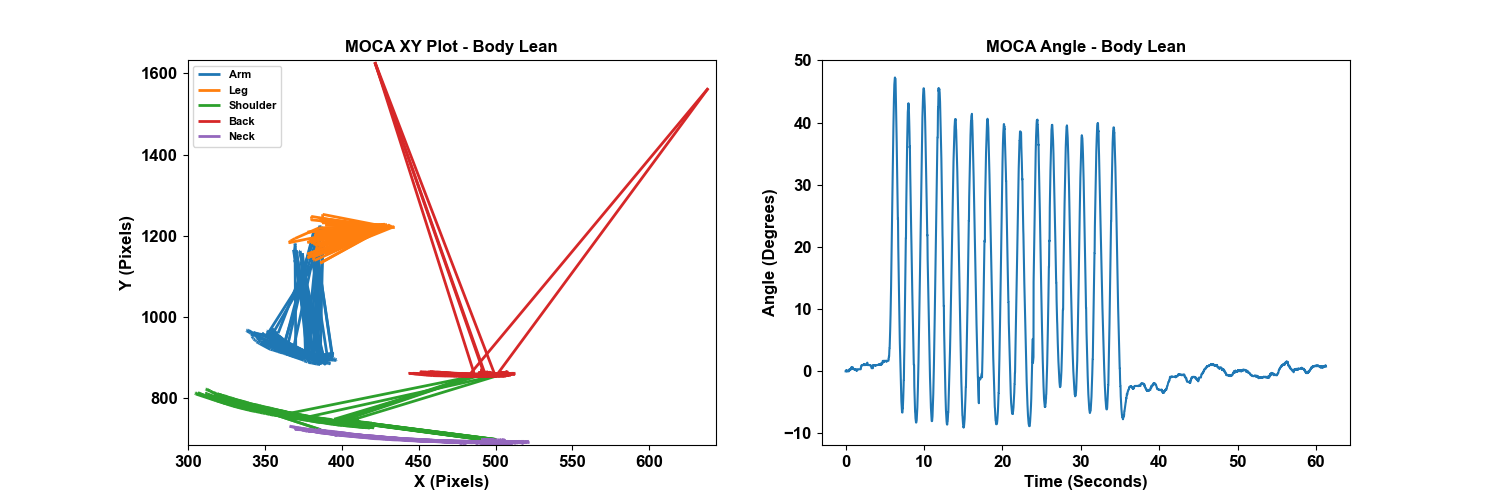 MOCA XY Plot - Body Lean
Arm
Leg
Shoulder
Back
Neck
1600
1400
1200
1000
800
Y (Pixels)
300 350 400 450 500 550 600
X (Pixels)
MOCA Angle - Body Lean
50
40
30
20
10
0
−10
Angle (Degrees)
0 10 20 30 40 50 60
Time (Seconds)